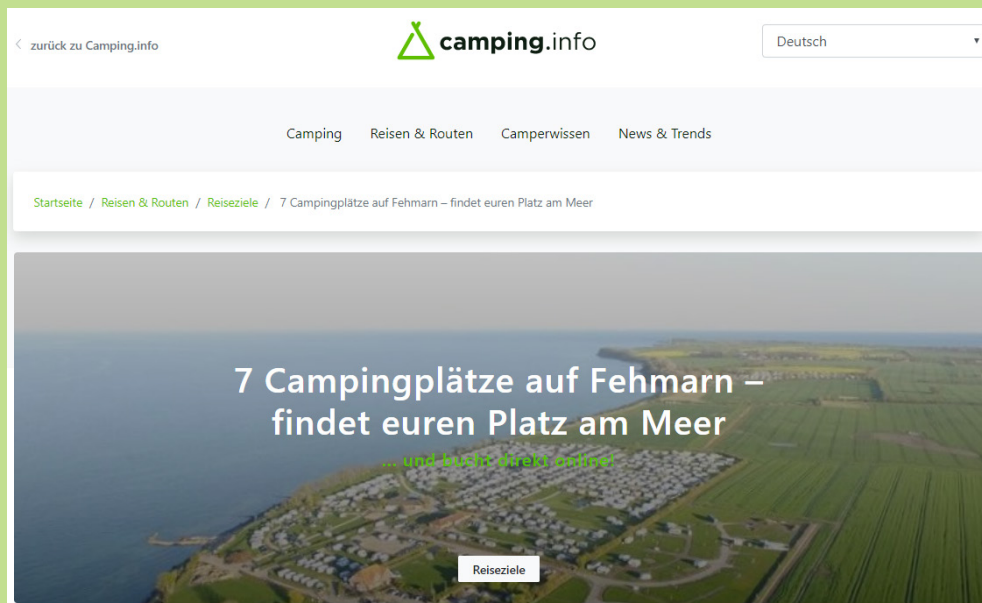 zurück zu Camping.info
camping.info
Deutsch
Camping Reisen & Routen Camperwissen News & Trends
Startseite / Reisen & Routen / Reiseziele / 7 Campingplätze auf Fehmarn – findet euren Platz am Meer
7 Campingplätze auf Fehmarn –
findet euren Platz am Meer
... und bucht direkt online!
Reiseziele